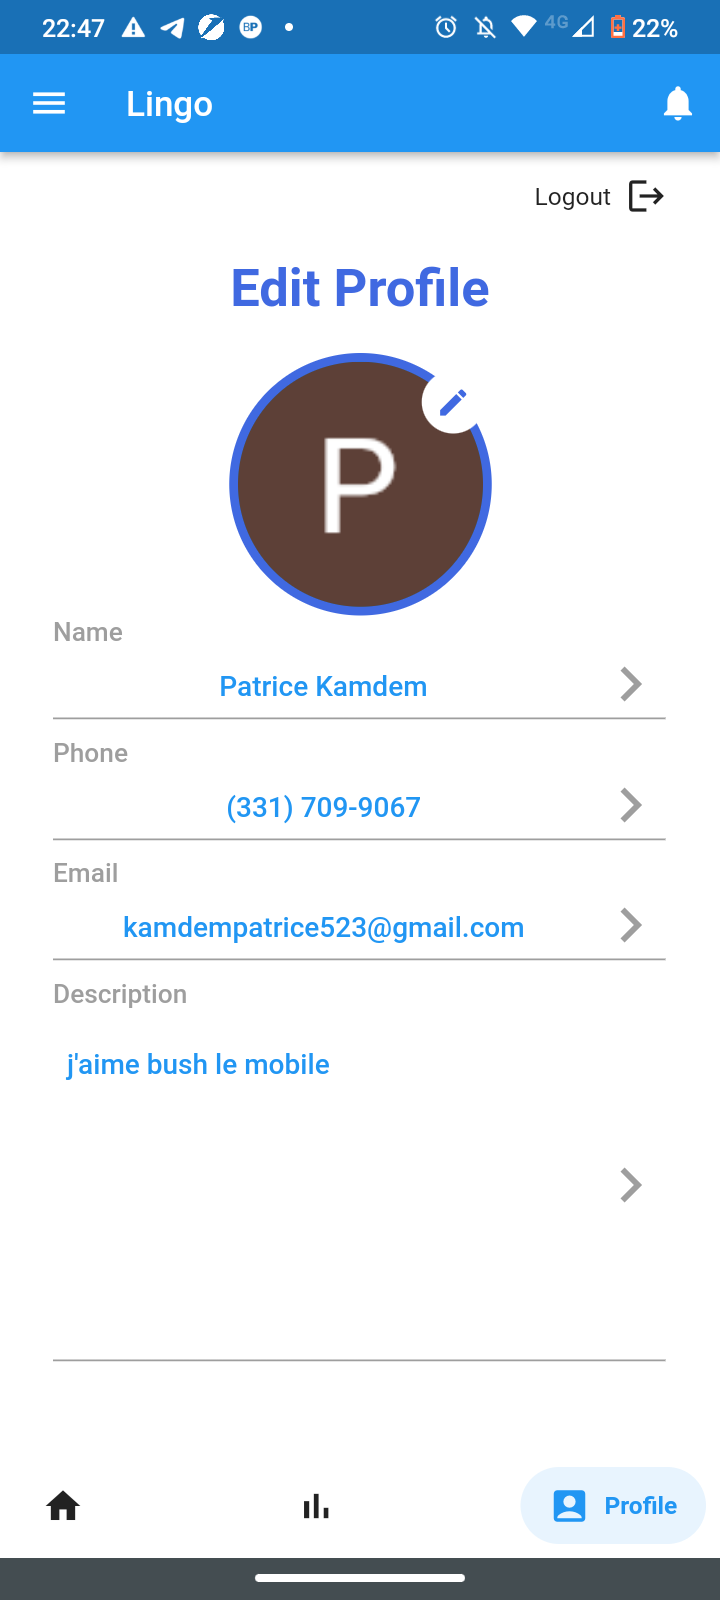 22:47 BP 4G 22%
Lingo
Logout
Edit Profile
P
Name
Patrice Kamdem
Phone
(331) 709-9067
Email
kamdempatrice523@gmail.com
Description
j'aime bush le mobile
Profile